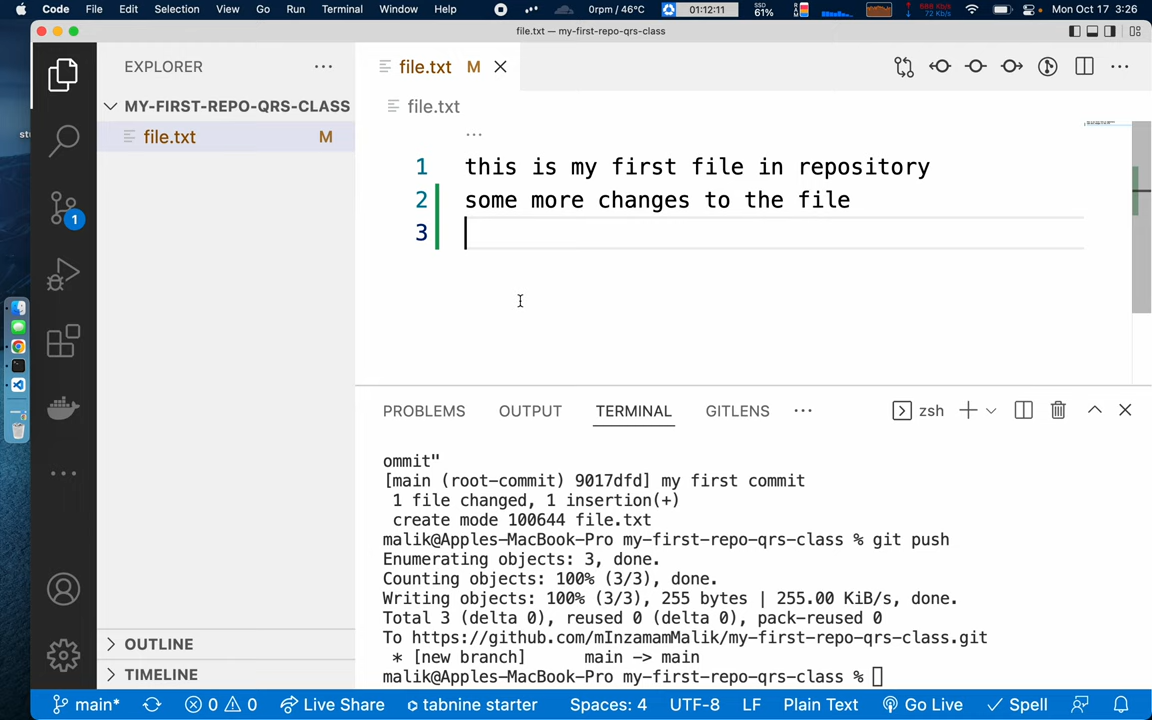 Code File Edit Selection View Go Run Terminal Window Help 0rpm / 46°C 01:12:11 SSD 61% Mon Oct 17 3:26
file.txt — my-first-repo-qrs-class
EXPLORER
file.txt M
MY-FIRST-REPO-QRS-CLASS
file.txt
file.txt M
1 this is my first file in repository
2 some more changes to the file
3
1
PROBLEMS OUTPUT TERMINAL GITLENS zsh
ommit"
[main (root-commit) 9017dfd] my first commit
1 file changed, 1 insertion(+)
create mode 100644 file.txt
malik@Apples-MacBook-Pro my-first-repo-qrs-class % git push
Enumerating objects: 3, done.
Counting objects: 100% (3/3), done.
Writing objects: 100% (3/3), 255 bytes | 255.00 KiB/s, done.
Total 3 (delta 0), reused 0 (delta 0), pack-reused 0
To https://github.com/mInzamamMalik/my-first-repo-qrs-class.git
* [new branch] main -> main
malik@Apples-MacBook-Pro my-first-repo-qrs-class %
OUTLINE
TIMELINE
main* 0 0 Live Share tabnine starter Spaces: 4 UTF-8 LF Plain Text Go Live Spell